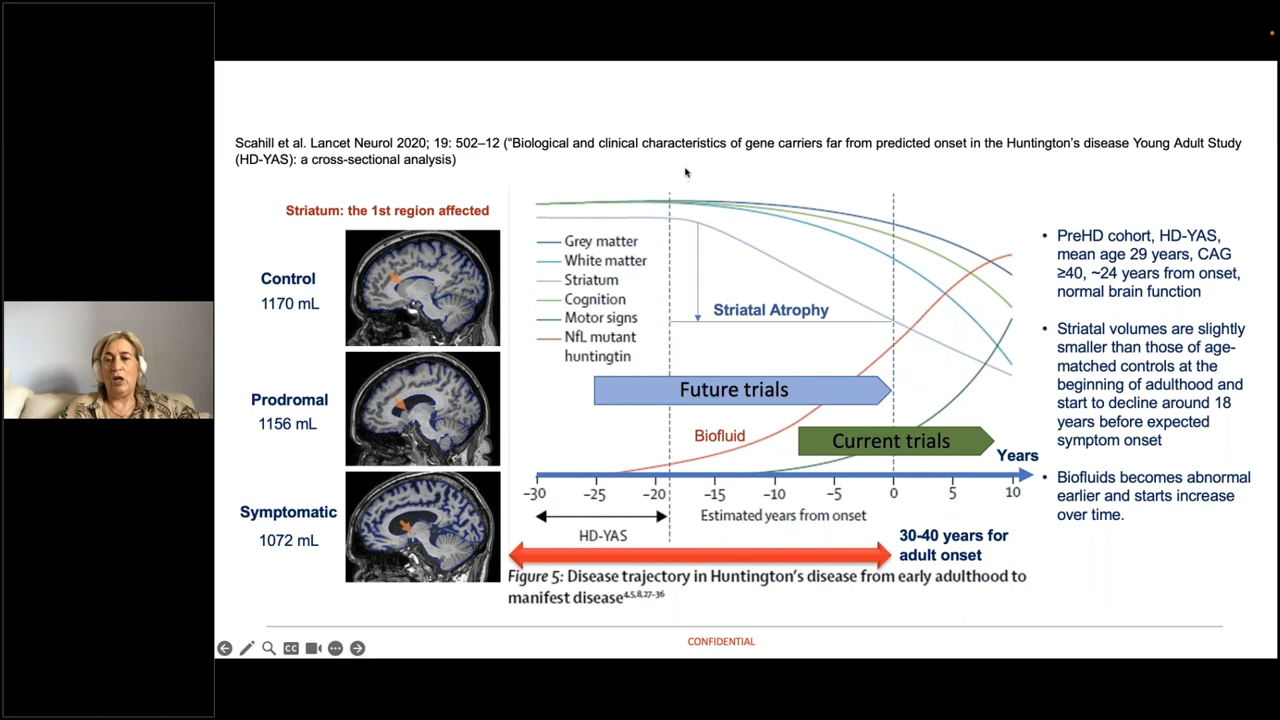 Scahill et al. Lancet Neurol 2020; 19: 502–12 (“Biological and clinical characteristics of gene carriers far from predicted onset in the Huntington’s disease Young Adult Study
(HD-YAS): a cross-sectional analysis)
Striatum: the 1st region affected
Control
1170 mL
Prodromal
1156 mL
Symptomatic
1072 mL
Grey matter
White matter
Striatum
Cognition
Motor signs
NfL mutant
huntingtin
Striatal Atrophy
Future trials
Biofluid
Current trials
Years
−30 −25 −20 −15 −10 −5 0 5 10
Estimated years from onset
HD-YAS
30-40 years for
adult onset
Figure 5: Disease trajectory in Huntington’s disease from early adulthood to
manifest disease4,5,8,27-36
• PreHD cohort, HD-YAS,
mean age 29 years, CAG
≥40, ~24 years from onset,
normal brain function
• Striatal volumes are slightly
smaller than those of age-
matched controls at the
beginning of adulthood and
start to decline around 18
years before expected
symptom onset
• Biofluids becomes abnormal
earlier and starts increase
over time.
CONFIDENTIAL
CC